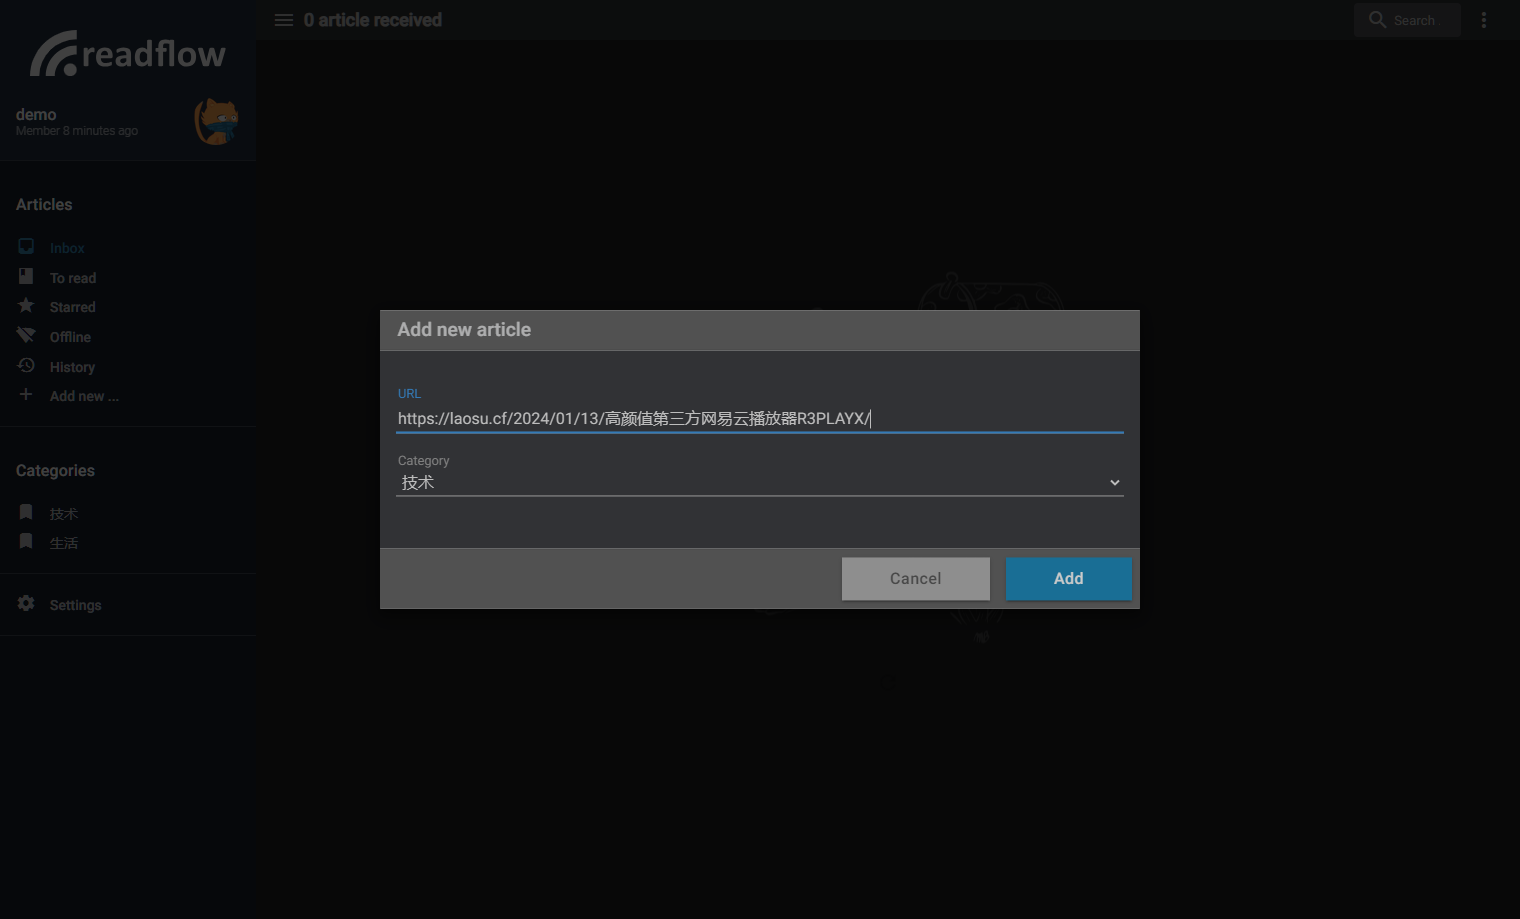 readflow
demo
Member 8 minutes ago
Articles
Inbox
To read
Starred
Offline
History
Add new ...
Categories
技术
生活
Settings
0 article received
Search
Add new article
URL
https://laosu.cf/2024/01/13/高颜值第三方网易云播放器R3PLAYX/
Category
技术
Cancel
Add